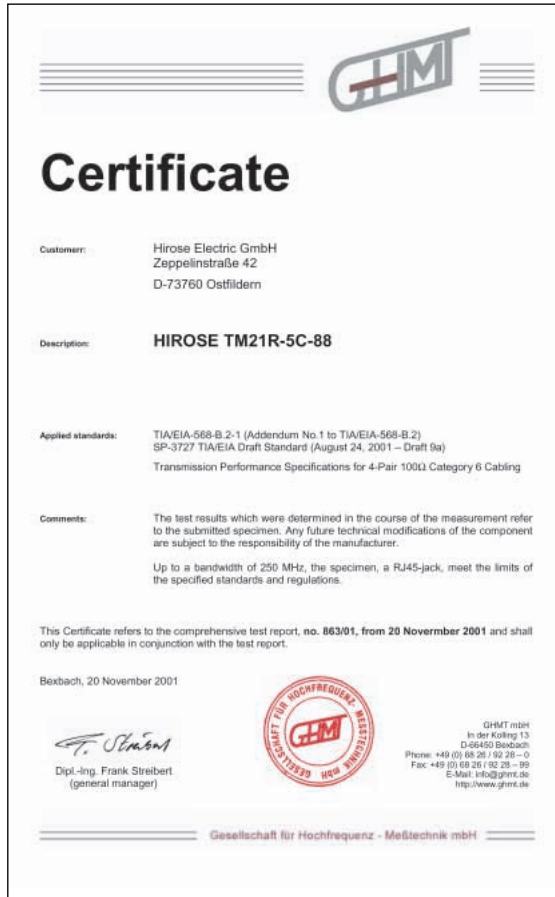 GHMT
Certificate
Customerr: Hirose Electric GmbH
Zeppelinstraße 42
D-73760 Ostfildern
Description: HIROSE TM21R-5C-88
Applied standards: TIA/EIA-568-B.2-1 (Addendum No.1 to TIA/EIA-568-B.2)
SP-3727 TIA/EIA Draft Standard (August 24, 2001 – Draft 9a)
Transmission Performance Specifications for 4-Pair 100Ω Category 6 Cabling
Comments: The test results which were determined in the course of the measurement refer
to the submitted specimen. Any future technical modifications of the component
are subject to the responsibility of the manufacturer.
Up to a bandwidth of 250 MHz, the specimen, a RJ45-jack, meet the limits of
the specified standards and regulations.
This Certificate refers to the comprehensive test report, no. 863/01, from 20 Novermber 2001 and shall
only be applicable in conjunction with the test report.
Bexbach, 20 November 2001
F. Streibert
Dipl.-Ing. Frank Streibert
(general manager)
GESELLSCHAFT FÜR HOCHFREQUENZ- MESSTECHNIK mbH
GHMT
GHMT mbH
In der Kolling 13
D-66450 Bexbach
Phone: +49 (0) 68 26 / 92 28 – 0
Fax: +49 (0) 68 26 / 92 28 – 99
E-Mail: info@ghmt.de
http://www.ghmt.de
Gesellschaft für Hochfrequenz - Meßtechnik mbH